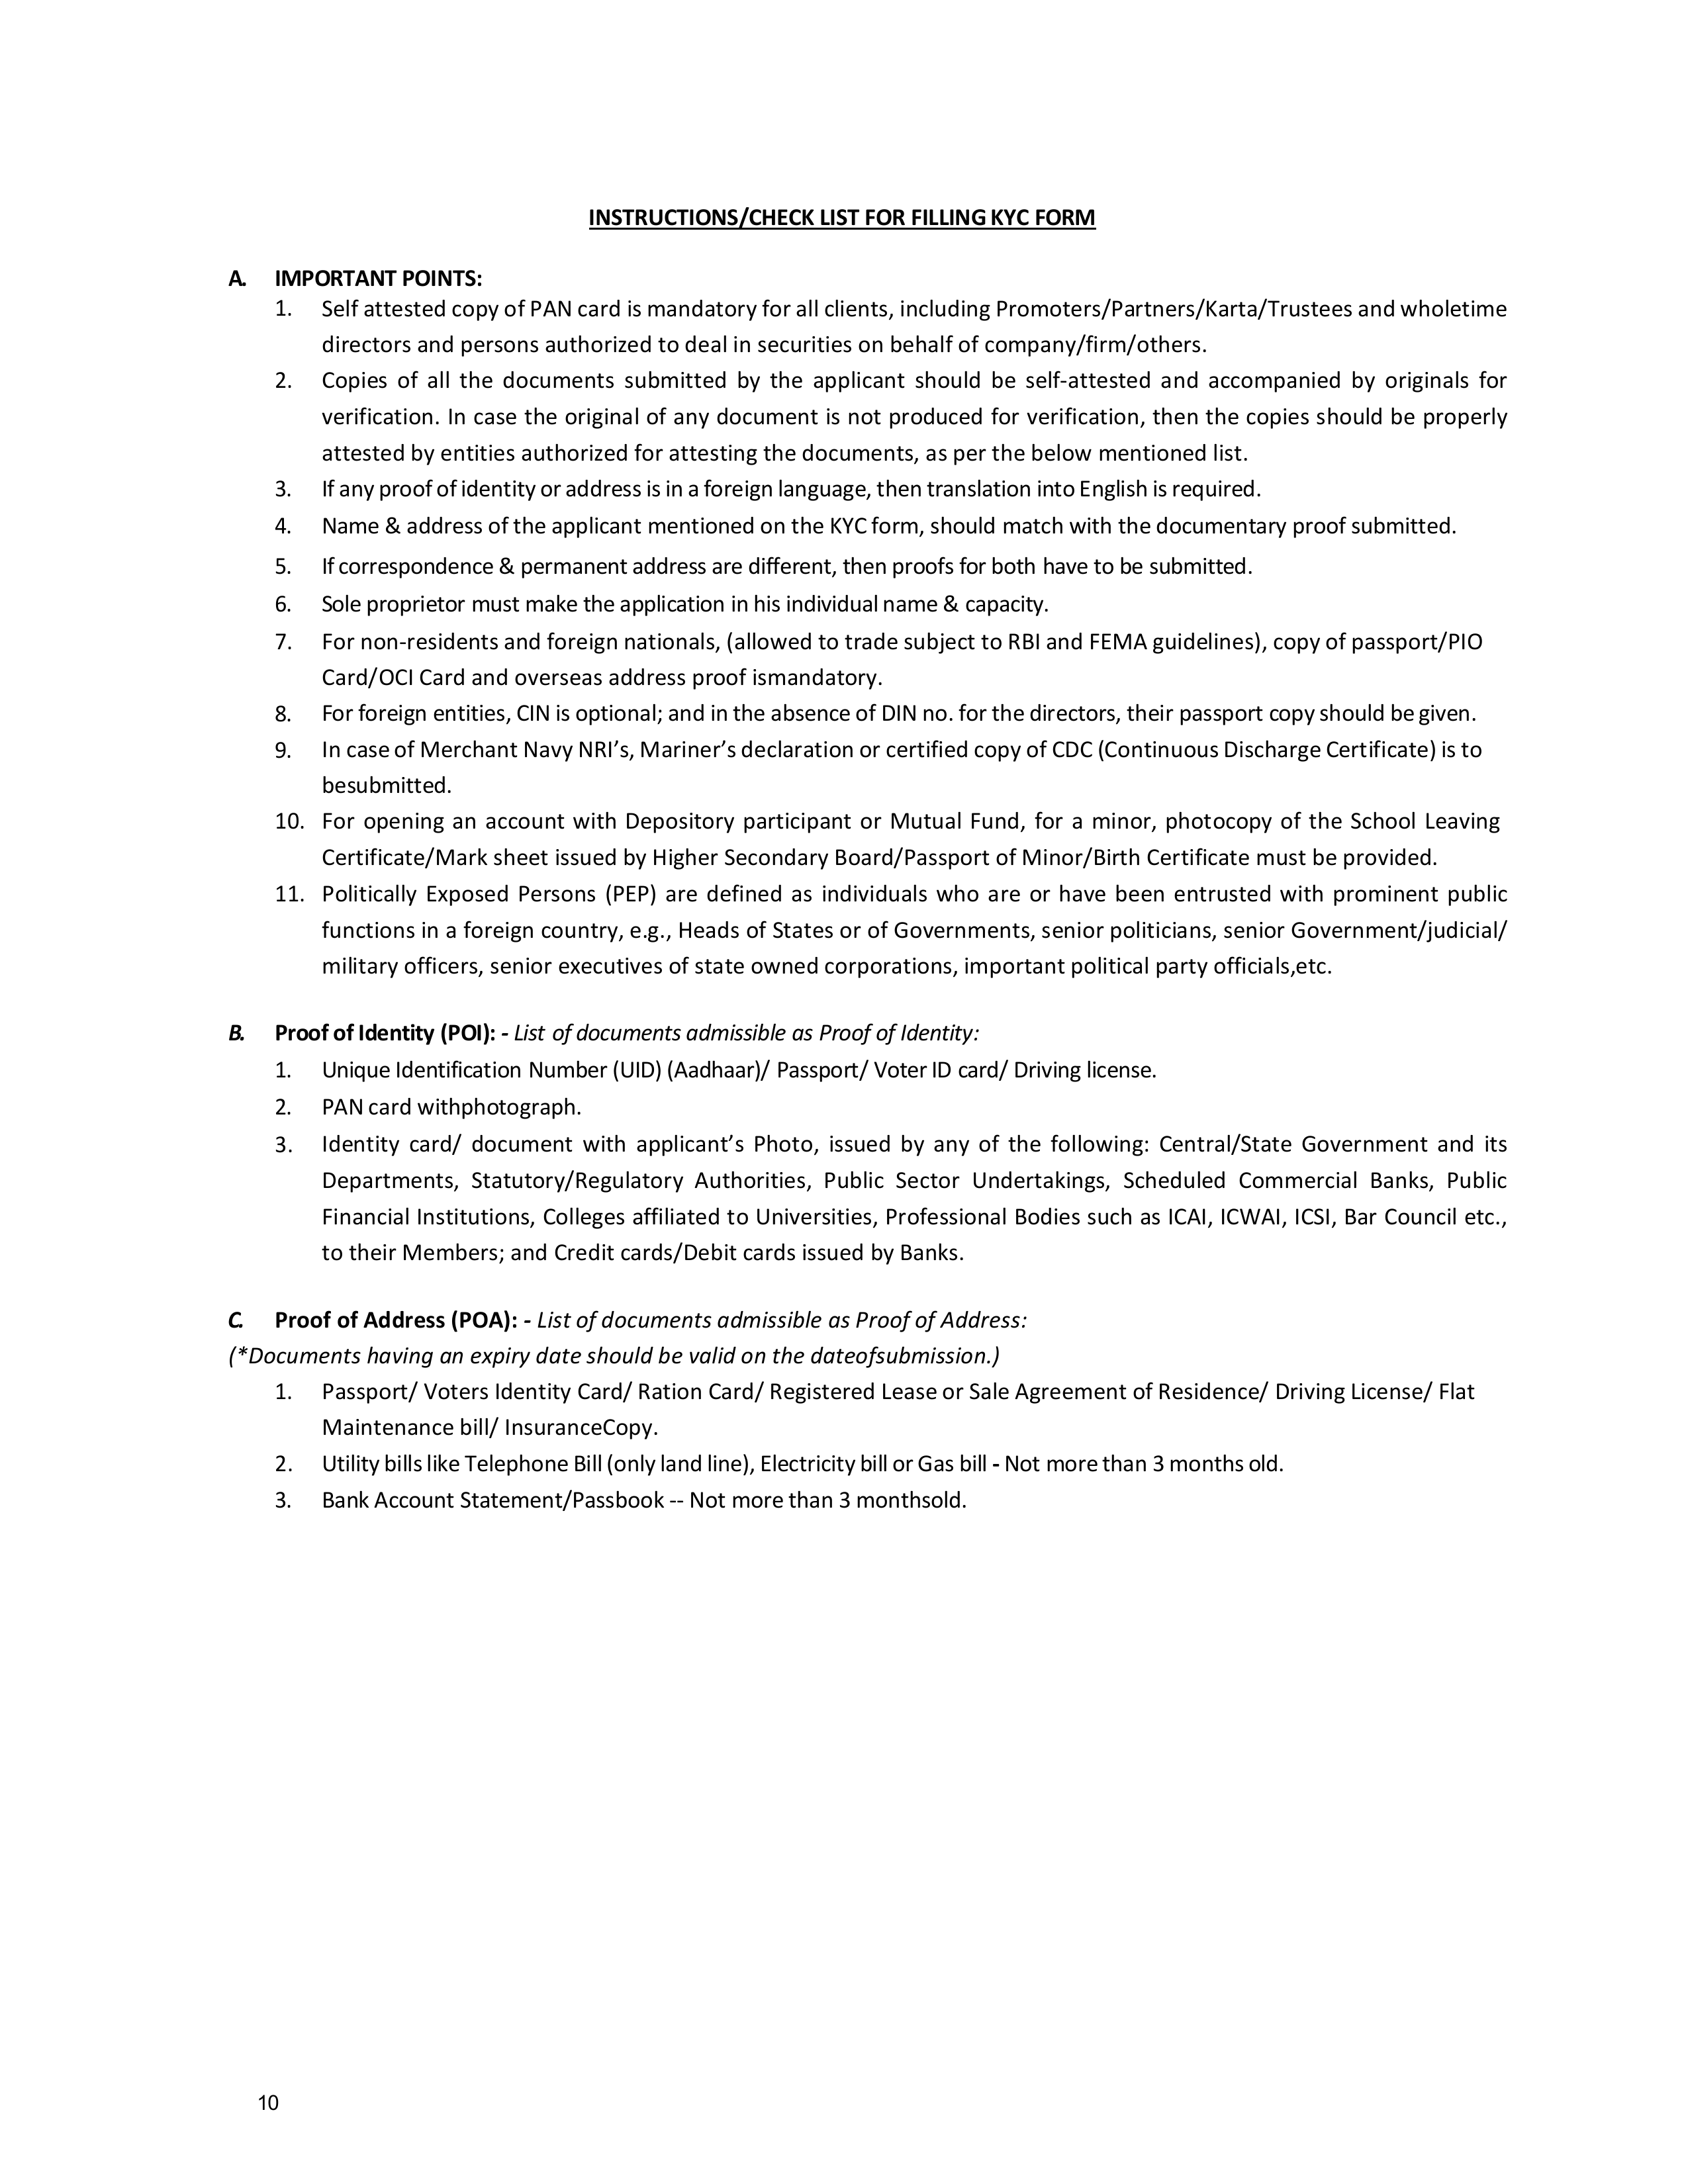 INSTRUCTIONS/CHECK LIST FOR FILLING KYC FORM
A. IMPORTANT POINTS:
1. Self attested copy of PAN card is mandatory for all clients, including Promoters/Partners/Karta/Trustees and wholetime
directors and persons authorized to deal in securities on behalf of company/firm/others.
2. Copies of all the documents submitted by the applicant should be self-attested and accompanied by originals for
verification. In case the original of any document is not produced for verification, then the copies should be properly
attested by entities authorized for attesting the documents, as per the below mentioned list.
3. If any proof of identity or address is in a foreign language, then translation into English is required.
4. Name & address of the applicant mentioned on the KYC form, should match with the documentary proof submitted.
5. If correspondence & permanent address are different, then proofs for both have to be submitted.
6. Sole proprietor must make the application in his individual name & capacity.
7. For non-residents and foreign nationals, (allowed to trade subject to RBI and FEMA guidelines), copy of passport/PIO
Card/OCI Card and overseas address proof ismandatory.
8. For foreign entities, CIN is optional; and in the absence of DIN no. for the directors, their passport copy should be given.
9. In case of Merchant Navy NRI’s, Mariner’s declaration or certified copy of CDC (Continuous Discharge Certificate) is to
besubmitted.
10. For opening an account with Depository participant or Mutual Fund, for a minor, photocopy of the School Leaving
Certificate/Mark sheet issued by Higher Secondary Board/Passport of Minor/Birth Certificate must be provided.
11. Politically Exposed Persons (PEP) are defined as individuals who are or have been entrusted with prominent public
functions in a foreign country, e.g., Heads of States or of Governments, senior politicians, senior Government/judicial/
military officers, senior executives of state owned corporations, important political party officials,etc.
B. Proof of Identity (POI): - List of documents admissible as Proof of Identity:
1. Unique Identification Number (UID) (Aadhaar)/ Passport/ Voter ID card/ Driving license.
2. PAN card withphotograph.
3. Identity card/ document with applicant’s Photo, issued by any of the following: Central/State Government and its
Departments, Statutory/Regulatory Authorities, Public Sector Undertakings, Scheduled Commercial Banks, Public
Financial Institutions, Colleges affiliated to Universities, Professional Bodies such as ICAI, ICWAI, ICSI, Bar Council etc.,
to their Members; and Credit cards/Debit cards issued by Banks.
C. Proof of Address (POA): - List of documents admissible as Proof of Address:
(*Documents having an expiry date should be valid on the dateofsubmission.)
1. Passport/ Voters Identity Card/ Ration Card/ Registered Lease or Sale Agreement of Residence/ Driving License/ Flat
Maintenance bill/ InsuranceCopy.
2. Utility bills like Telephone Bill (only land line), Electricity bill or Gas bill - Not more than 3 months old.
3. Bank Account Statement/Passbook -- Not more than 3 monthsold.
10